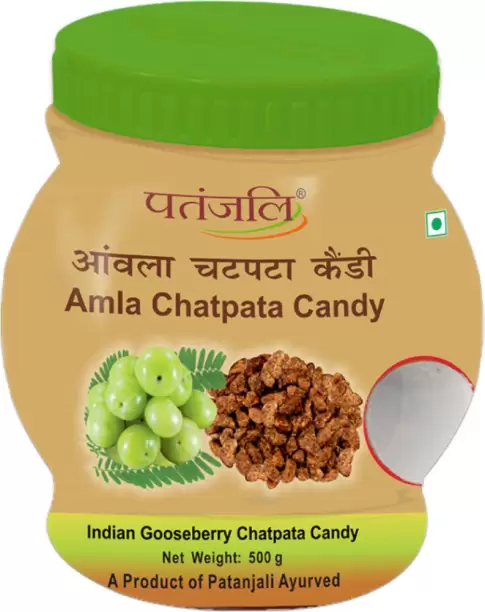 पतंजलि®
आंवला चटपटा कैंडी
Amla Chatpata Candy
Indian Gooseberry Chatpata Candy
Net Weight: 500 g
A Product of Patanjali Ayurved